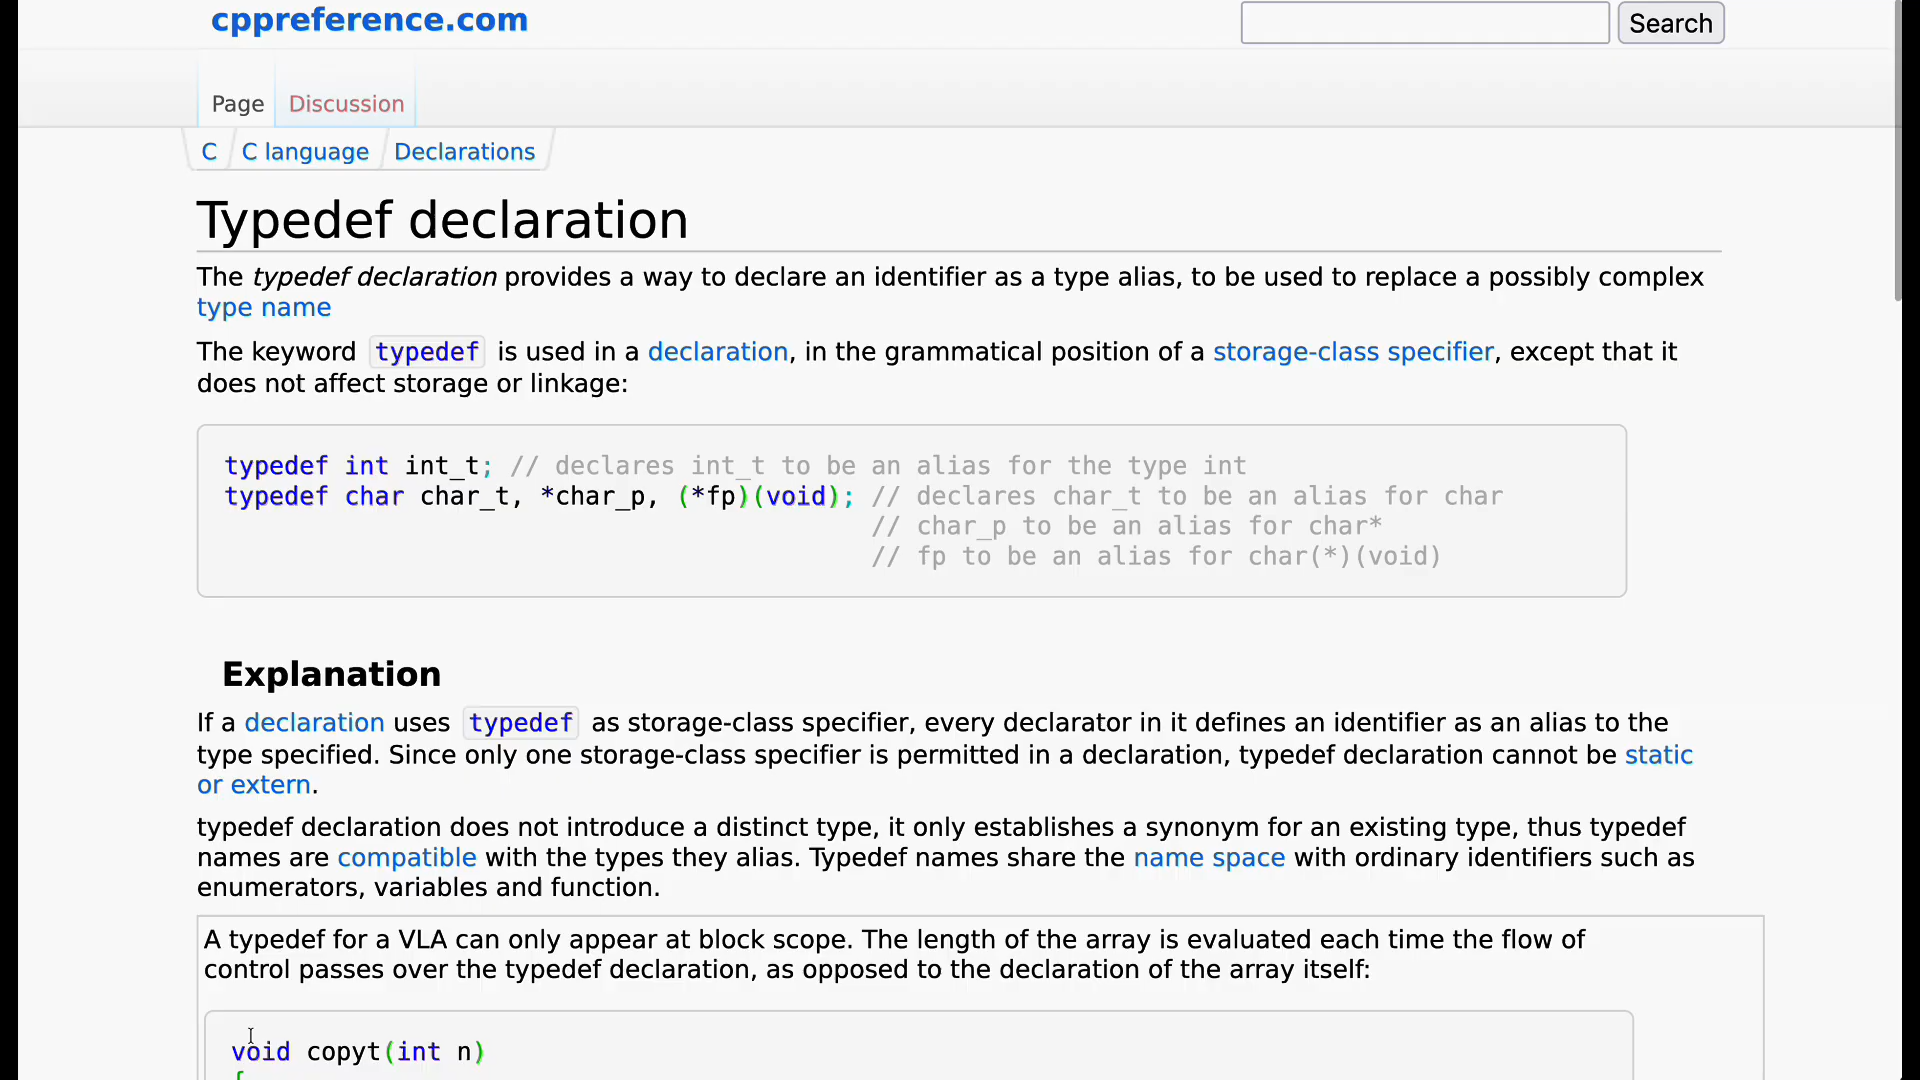 cppreference.com
Search
Page Discussion
C C language Declarations
Typedef declaration
The typedef declaration provides a way to declare an identifier as a type alias, to be used to replace a possibly complex
type name
The keyword typedef is used in a declaration, in the grammatical position of a storage-class specifier, except that it
does not affect storage or linkage:
typedef int int_t; // declares int_t to be an alias for the type int
typedef char char_t, *char_p, (*fp)(void); // declares char_t to be an alias for char
// char_p to be an alias for char*
// fp to be an alias for char(*)(void)
Explanation
If a declaration uses typedef as storage-class specifier, every declarator in it defines an identifier as an alias to the
type specified. Since only one storage-class specifier is permitted in a declaration, typedef declaration cannot be static
or extern.
typedef declaration does not introduce a distinct type, it only establishes a synonym for an existing type, thus typedef
names are compatible with the types they alias. Typedef names share the name space with ordinary identifiers such as
enumerators, variables and function.
A typedef for a VLA can only appear at block scope. The length of the array is evaluated each time the flow of
control passes over the typedef declaration, as opposed to the declaration of the array itself:
void copyt(int n)
{